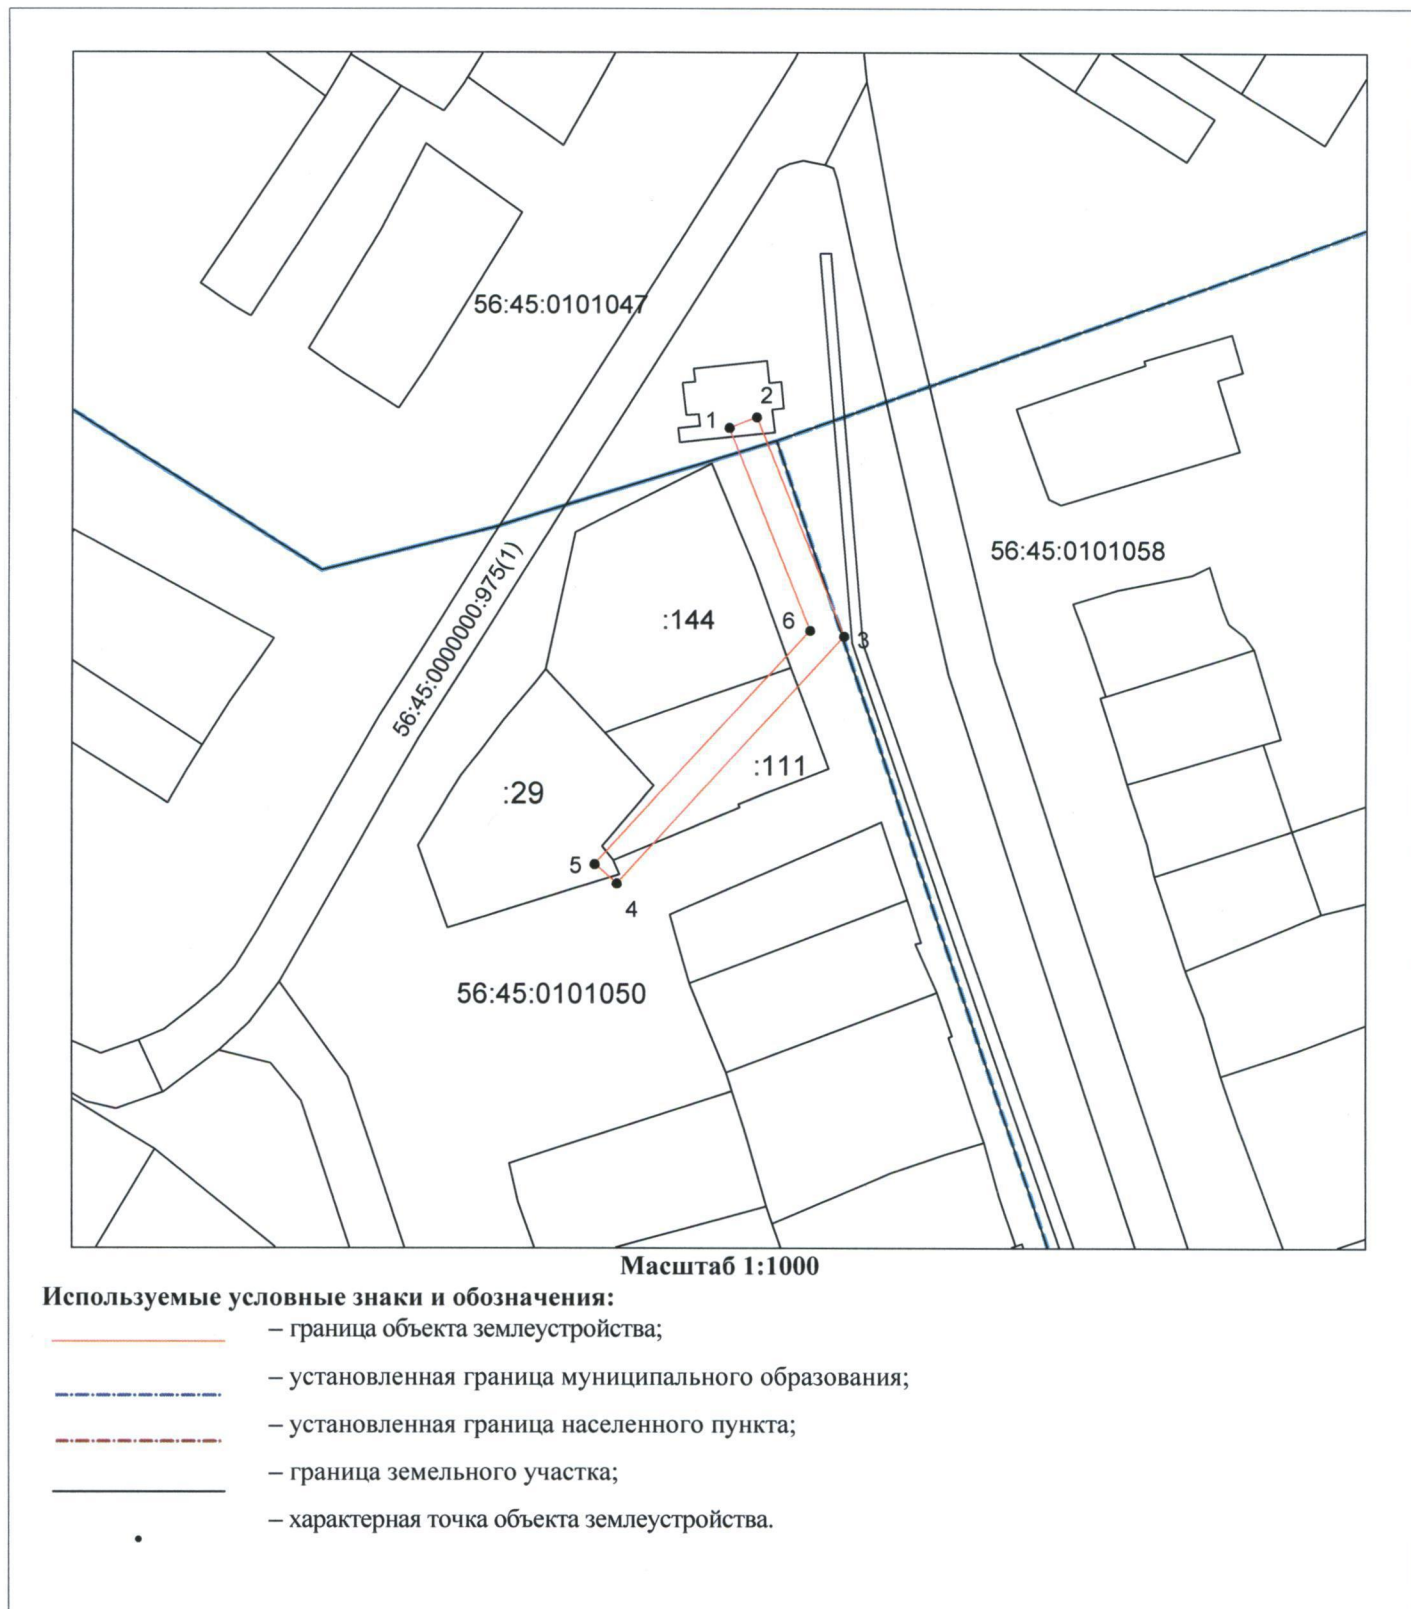 56:45:0101047
2
1
56:45:0101058
56:45:0000000:975(1)
:144
6
3
:111
:29
5
4
56:45:0101050
Масштаб 1:1000
Используемые условные знаки и обозначения:
– граница объекта землеустройства;
– установленная граница муниципального образования;
– установленная граница населенного пункта;
– граница земельного участка;
– характерная точка объекта землеустройства.